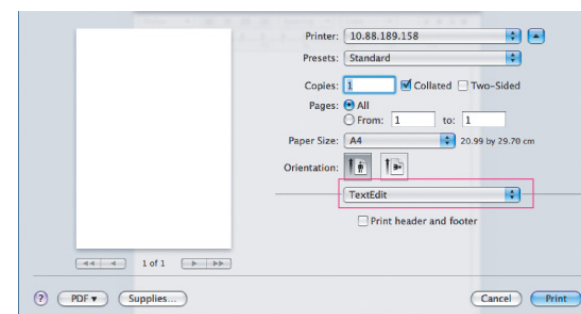 Printer: 10.88.189.158
Presets: Standard
Copies: 1 Collated Two-Sided
Pages: All
From: 1 to: 1
Paper Size: A4 20.99 by 29.70 cm
Orientation:
TextEdit
Print header and footer
1 of 1
? PDF Supplies... Cancel Print